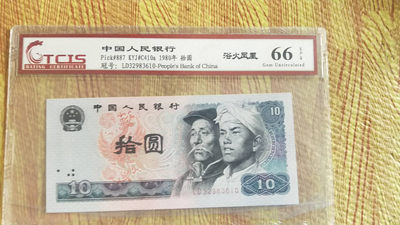 TCIS
RATING CERTIFICATE
中国人民银行
Pick#887 KYJ#C410a 1980年 拾圆
冠号: LD32983610-People's Bank of China
浴火凤凰
66 EPQ
Gem Uncirculated
中国人民银行
10
拾圆
LD32983610
10
10